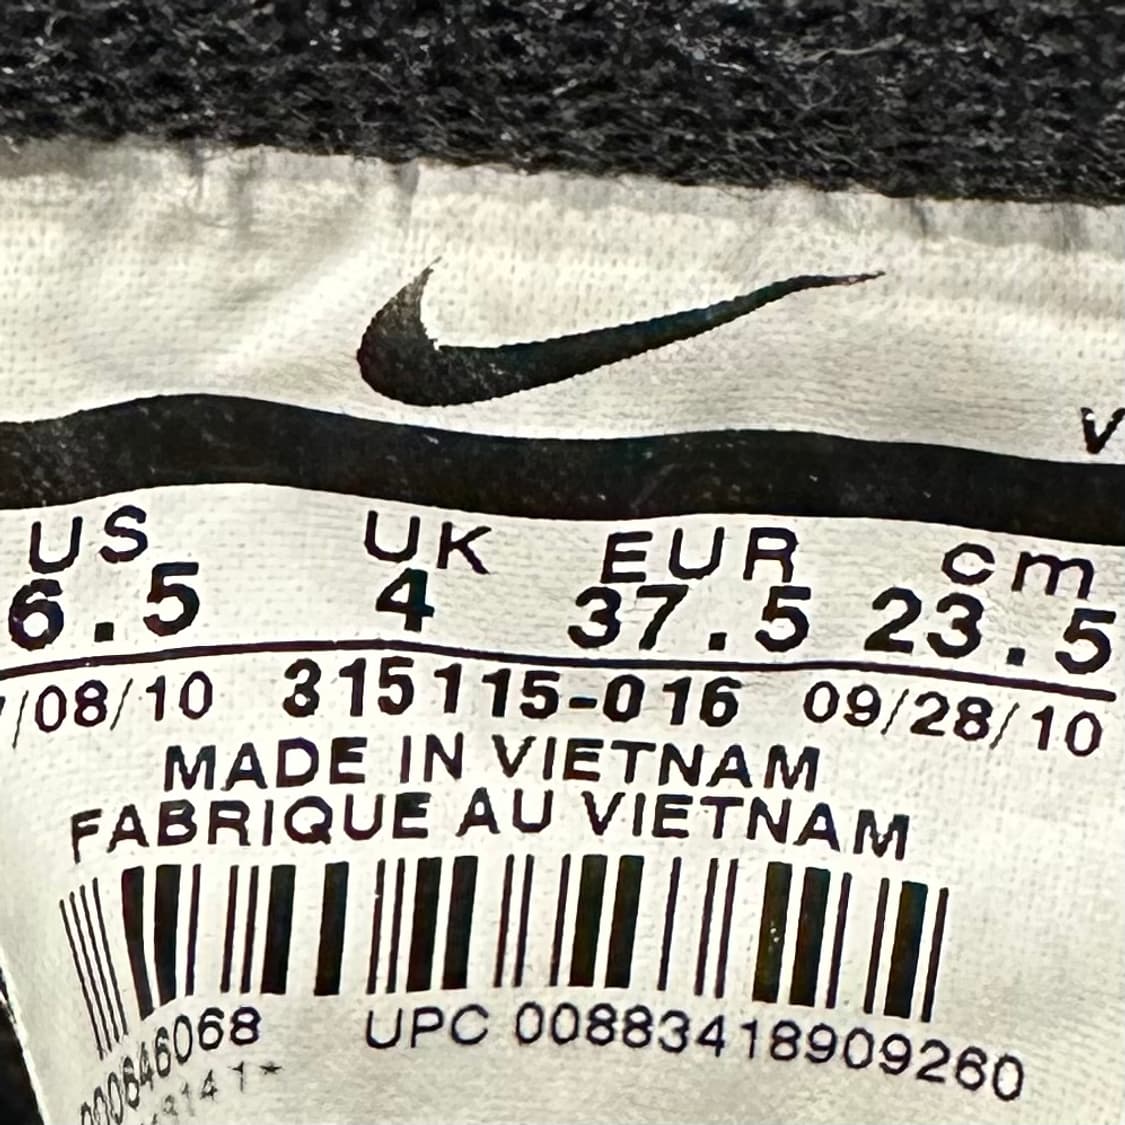 V
US UK EUR cm
6.5 4 37.5 23.5
/08/10 315115-016 09/28/10
MADE IN VIETNAM
FABRIQUE AU VIETNAM
UPC 00883418909260